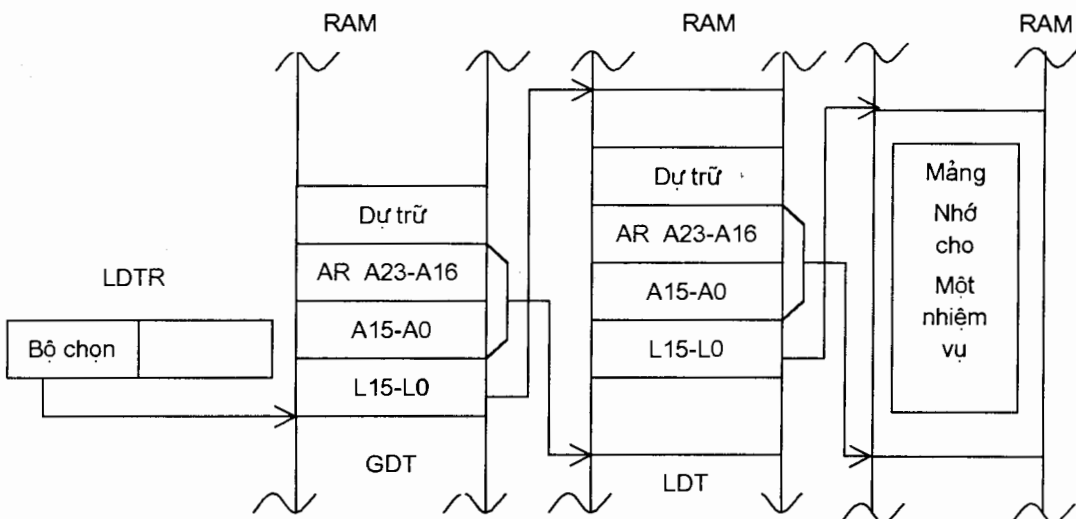 RAM
RAM
RAM
LDTR
Bộ chọn
Dự trữ
AR A23-A16
A15-A0
L15-L0
GDT
Dự trữ
AR A23-A16
A15-A0
L15-L0
LDT
Mảng
Nhớ
cho
Một
nhiệm
vụ